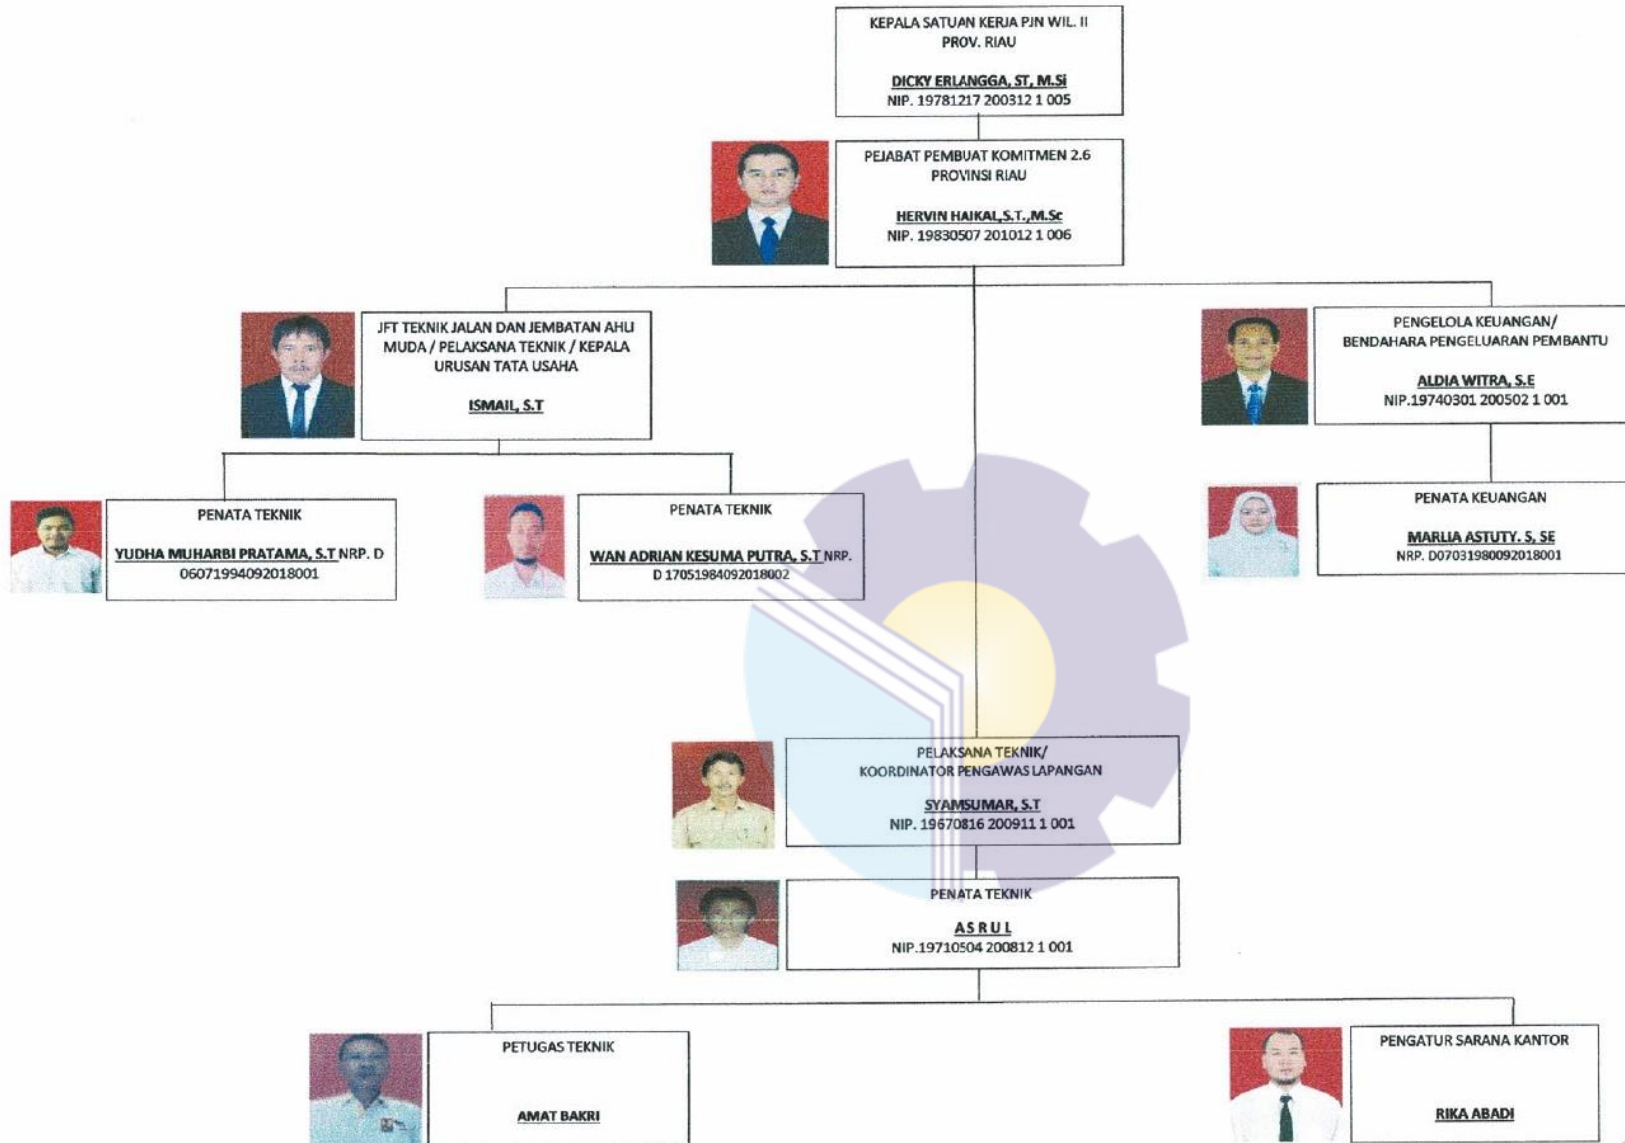 KEPALA SATUAN KERJA PJN WIL. II
PROV. RIAU
DICKY ERLANGGA, ST, M.Si
NIP. 19781217 200312 1 005
PEJABAT PEMBUAT KOMITMEN 2.6
PROVINSI RIAU
HERVIN HAIKAL,S.T.,M.Sc
NIP. 19830507 201012 1 006
JFT TEKNIK JALAN DAN JEMBATAN AHLI
MUDA / PELAKSANA TEKNIK / KEPALA
URUSAN TATA USAHA
ISMAIL, S.T
PENGELOLA KEUANGAN/
BENDAHARA PENGELUARAN PEMBANTU
ALDIA WITRA, S.E
NIP.19740301 200502 1 001
PENATA TEKNIK
YUDHA MUHARBI PRATAMA, S.T NRP. D
06071994092018001
PENATA TEKNIK
WAN ADRIAN KESUMA PUTRA, S.T NRP.
D 17051984092018002
PENATA KEUANGAN
MARLIA ASTUTY. S, SE
NRP. D07031980092018001
PELAKSANA TEKNIK/
KOORDINATOR PENGAWAS LAPANGAN
SYAMSUMAR, S.T
NIP. 19670816 200911 1 001
PENATA TEKNIK
A S R U L
NIP.19710504 200812 1 001
PETUGAS TEKNIK
AMAT BAKRI
PENGATUR SARANA KANTOR
RIKA ABADI